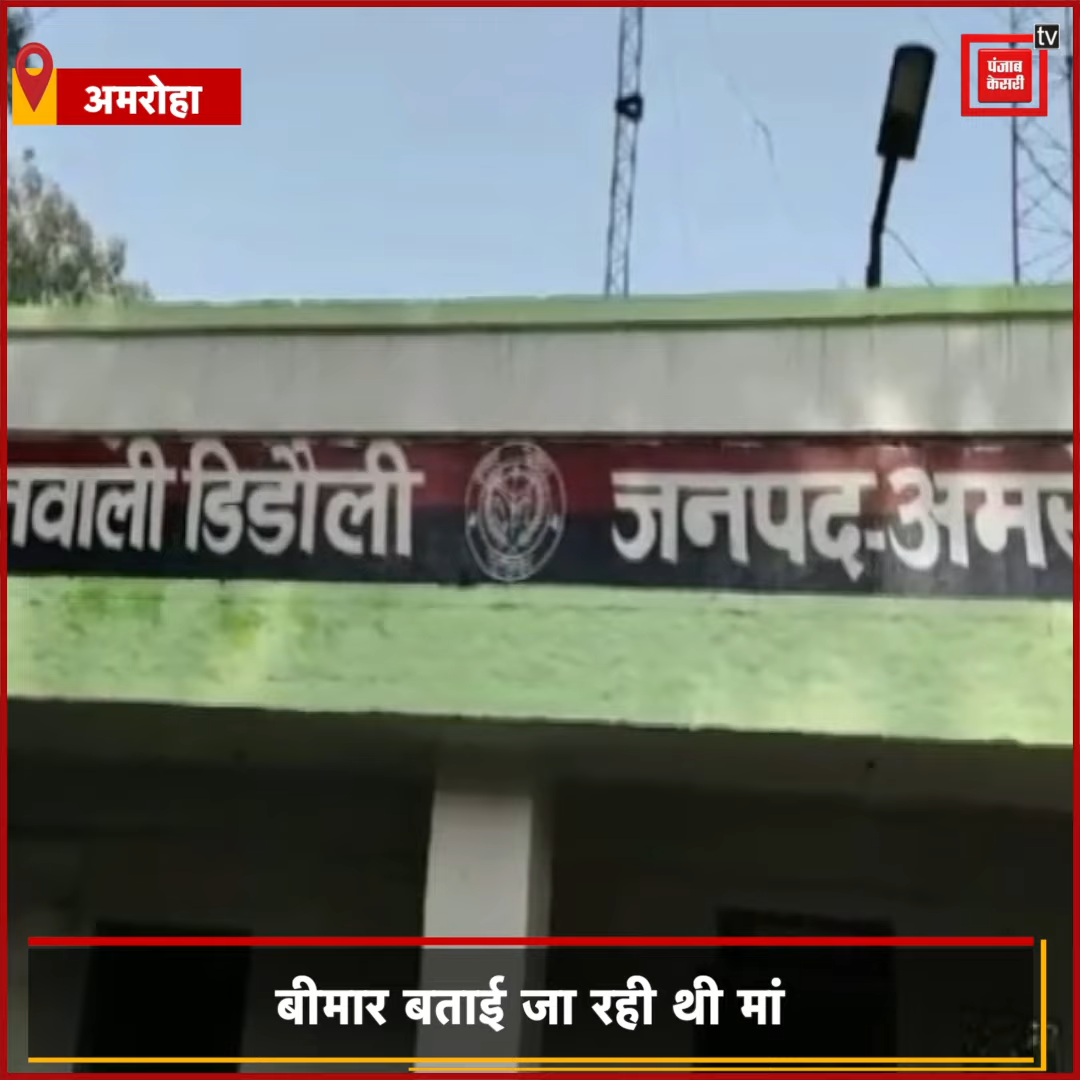 अमरोहा
tv
पंजाब
केसरी
डिडौली जनपद-
बीमार बताई जा रही थी मां